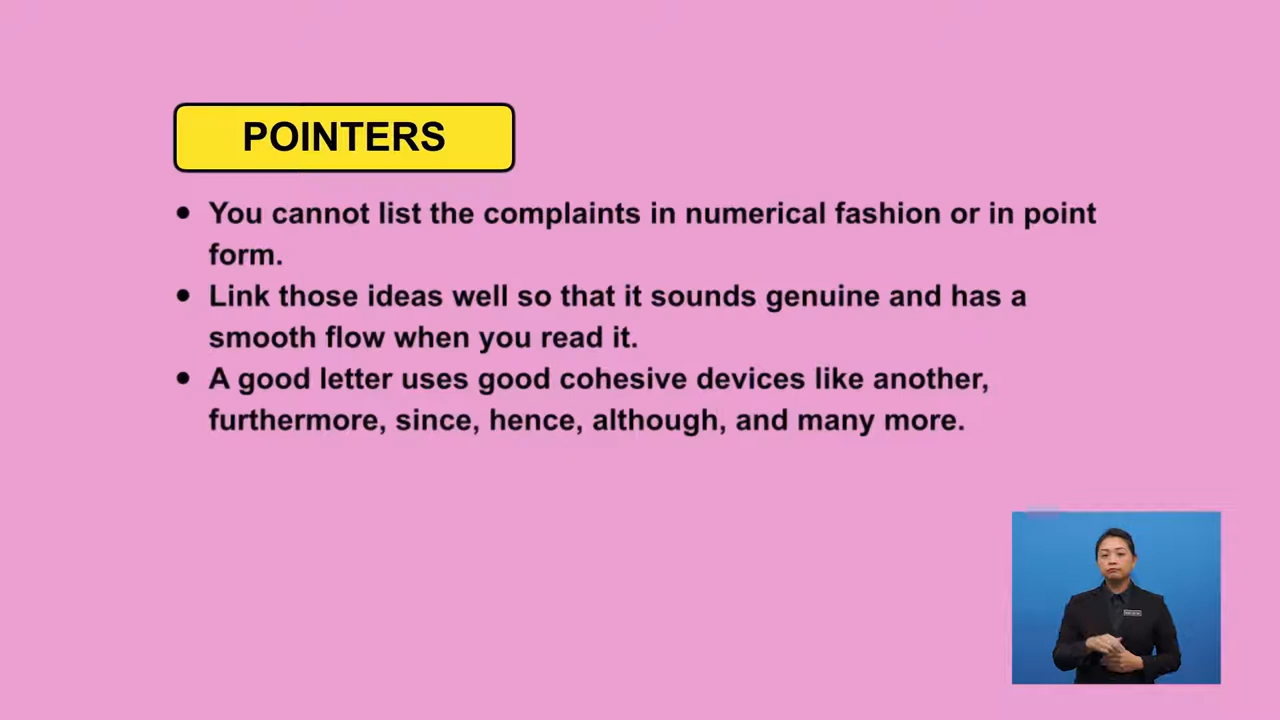 POINTERS
• You cannot list the complaints in numerical fashion or in point
form.
• Link those ideas well so that it sounds genuine and has a
smooth flow when you read it.
• A good letter uses good cohesive devices like another,
furthermore, since, hence, although, and many more.